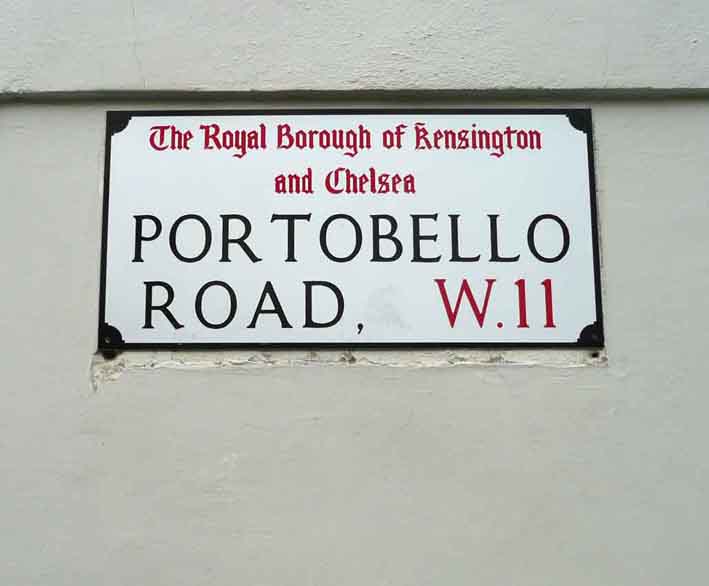 The Royal Borough of Kensington
and Chelsea
PORTOBELLO
ROAD, W.11